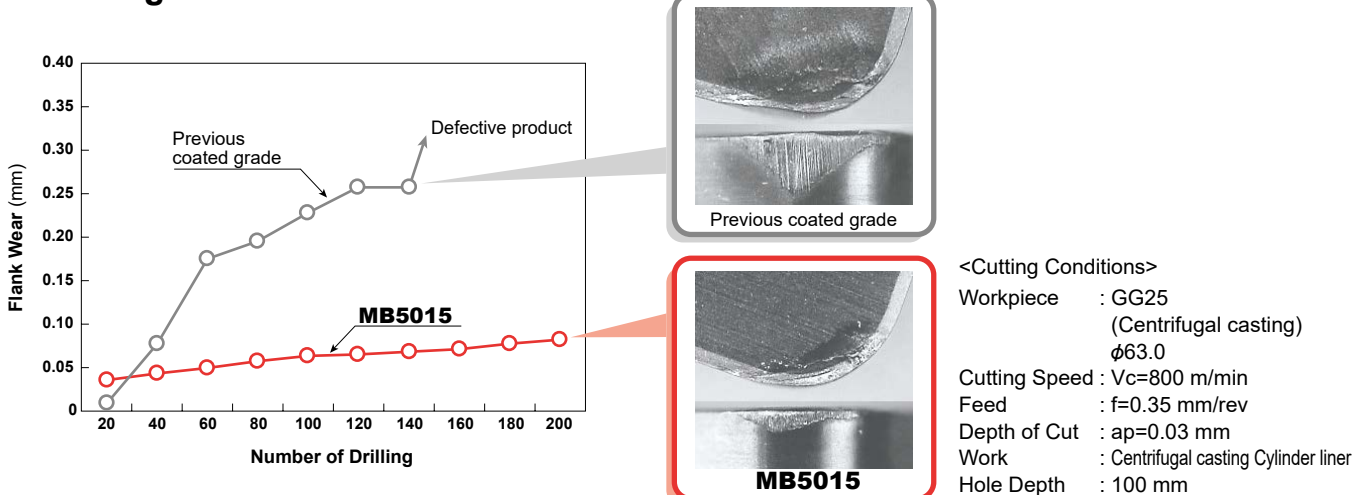 0.40
0.35
0.30
0.25
0.20
0.15
0.10
0.05
0
Flank Wear (mm)
20 40 60 80 100 120 140 160 180 200
Number of Drilling
Previous
coated grade
Defective product
MB5015
Previous coated grade
MB5015
<Cutting Conditions>
Workpiece : GG25
(Centrifugal casting)
ϕ63.0
Cutting Speed : Vc=800 m/min
Feed : f=0.35 mm/rev
Depth of Cut : ap=0.03 mm
Work : Centrifugal casting Cylinder liner
Hole Depth : 100 mm